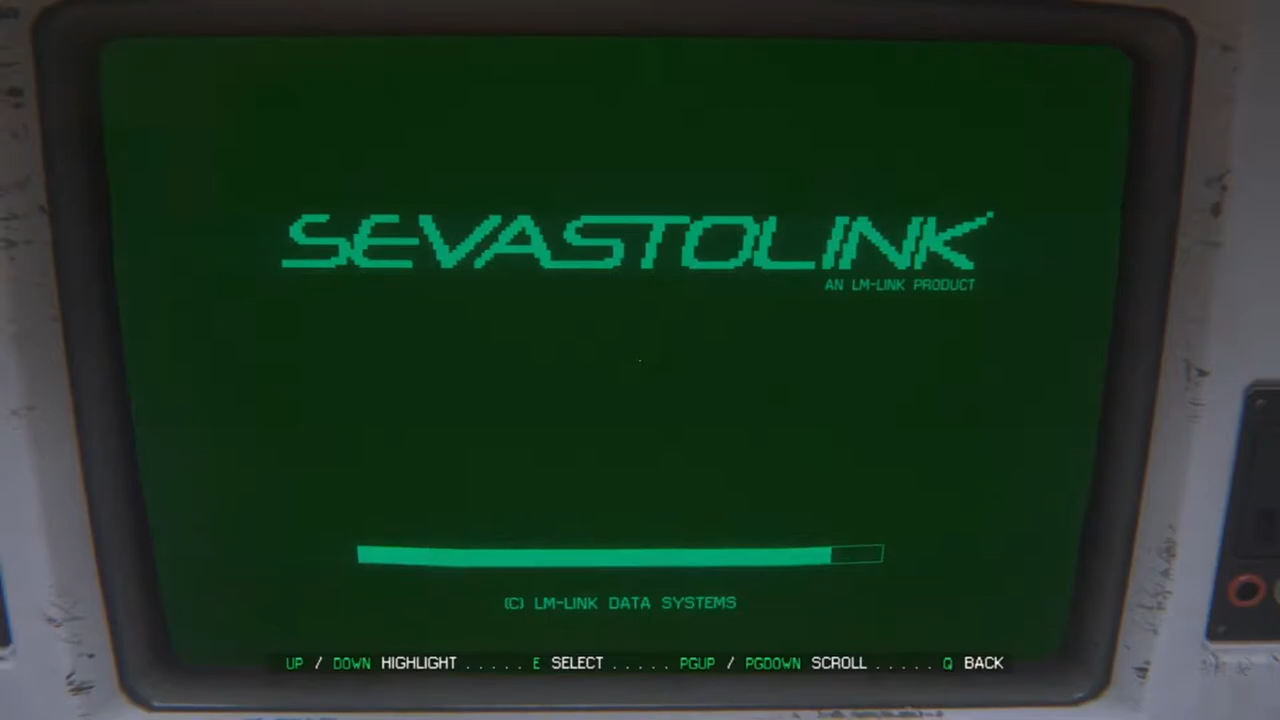 SEVASTOLINK
AN LM-LINK PRODUCT
(C) LM-LINK DATA SYSTEMS
UP / DOWN HIGHLIGHT ..... E SELECT ..... PGUP / PGDOWN SCROLL ..... Q BACK